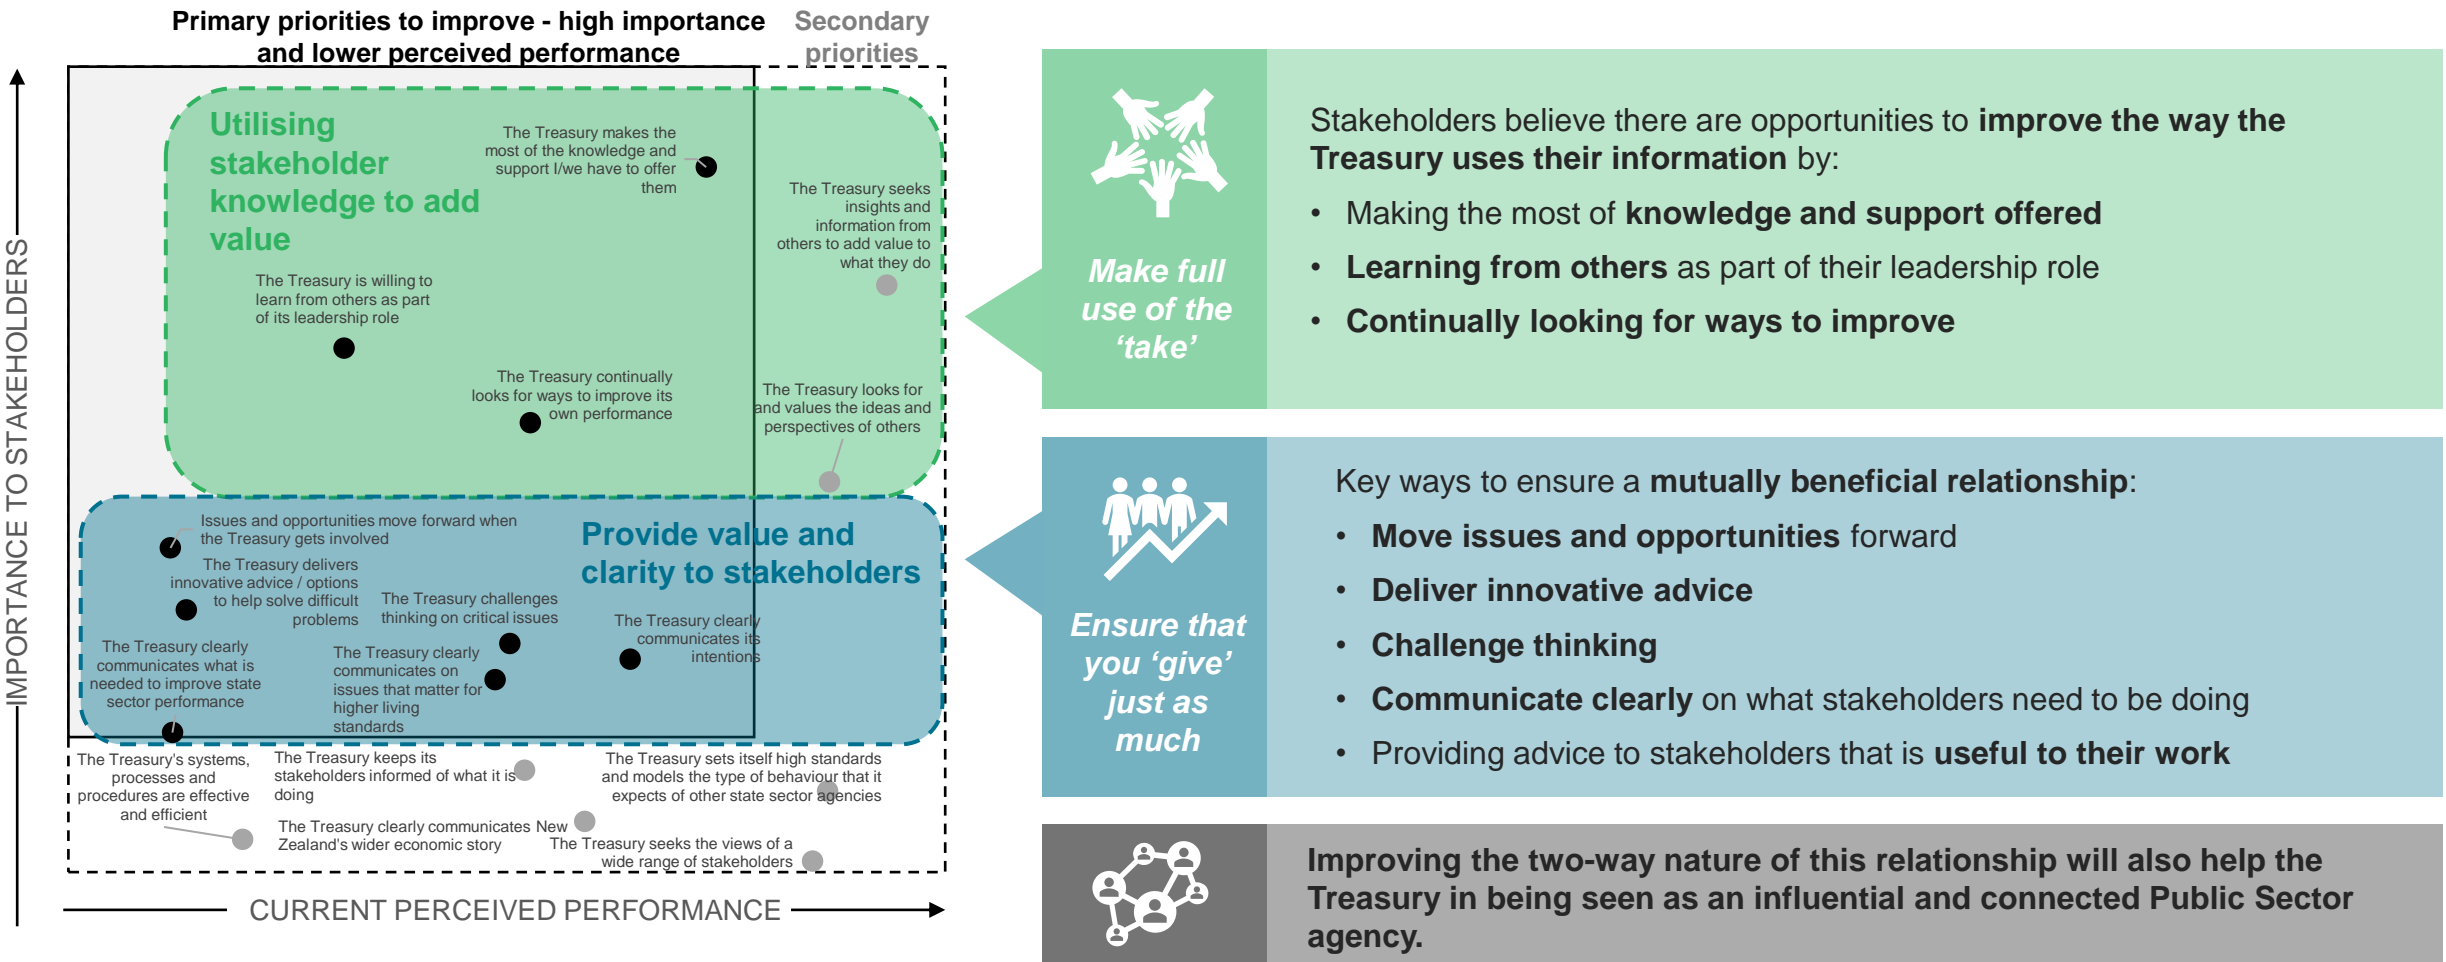 Primary priorities to improve - high importance
and lower perceived performance
Secondary
priorities
IMPORTANCE TO STAKEHOLDERS
Utilising
stakeholder
knowledge to add
value
The Treasury makes the
most of the knowledge and
support I/we have to offer
them
The Treasury seeks
insights and
information from
others to add value to
what they do
The Treasury is willing to
learn from others as part
of its leadership role
The Treasury continually
looks for ways to improve its
own performance
The Treasury looks for
and values the ideas and
perspectives of others
Issues and opportunities move forward when
the Treasury gets involved
Provide value and
clarity to stakeholders
The Treasury delivers
innovative advice / options
to help solve difficult
problems
The Treasury challenges
thinking on critical issues
The Treasury clearly
communicates its
intentions
The Treasury clearly
communicates what is
needed to improve state
sector performance
The Treasury clearly
communicates on
issues that matter for
higher living
standards
The Treasury's systems,
processes and
procedures are effective
and efficient
The Treasury keeps its
stakeholders informed of what it is
doing
The Treasury sets itself high standards
and models the type of behaviour that it
expects of other state sector agencies
The Treasury clearly communicates New
Zealand's wider economic story
The Treasury seeks the views of a
wide range of stakeholders
CURRENT PERCEIVED PERFORMANCE
Make full
use of the
‘take’
Stakeholders believe there are opportunities to improve the way the
Treasury uses their information by:
• Making the most of knowledge and support offered
• Learning from others as part of their leadership role
• Continually looking for ways to improve
Ensure that
you ‘give’
just as
much
Key ways to ensure a mutually beneficial relationship:
• Move issues and opportunities forward
• Deliver innovative advice
• Challenge thinking
• Communicate clearly on what stakeholders need to be doing
• Providing advice to stakeholders that is useful to their work
Improving the two-way nature of this relationship will also help the
Treasury in being seen as an influential and connected Public Sector
agency.